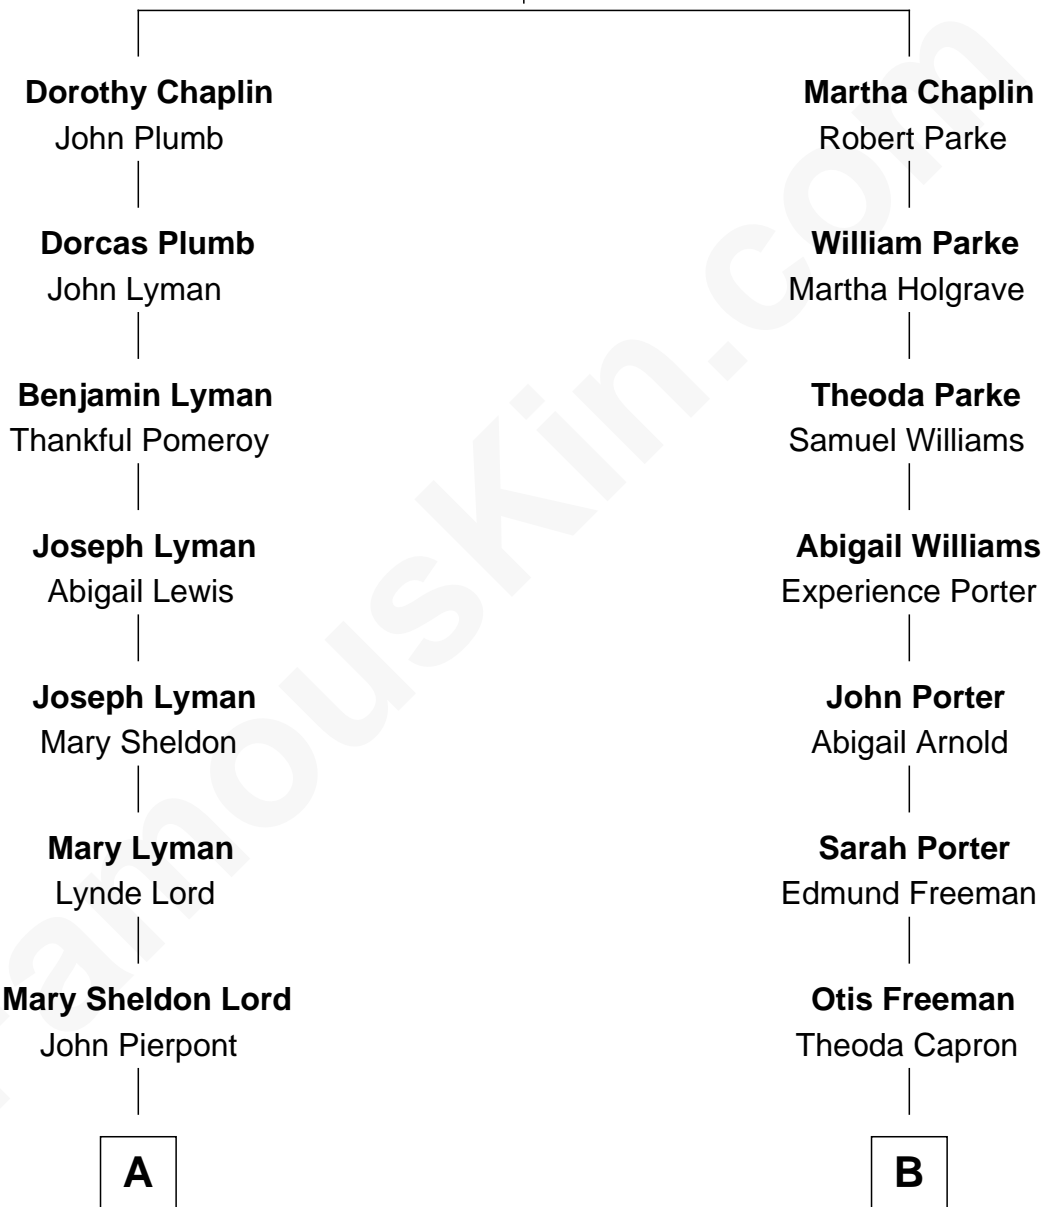 Dorothy Chaplin
John Plumb
Dorcas Plumb
John Lyman
Benjamin Lyman
Thankful Pomeroy
Joseph Lyman
Abigail Lewis
Joseph Lyman
Mary Sheldon
Mary Lyman
Lynde Lord
Mary Sheldon Lord
John Pierpont
A
Martha Chaplin
Robert Parke
William Parke
Martha Holgrave
Theoda Parke
Samuel Williams
Abigail Williams
Experience Porter
John Porter
Abigail Arnold
Sarah Porter
Edmund Freeman
Otis Freeman
Theoda Capron
B
FamousKin.com